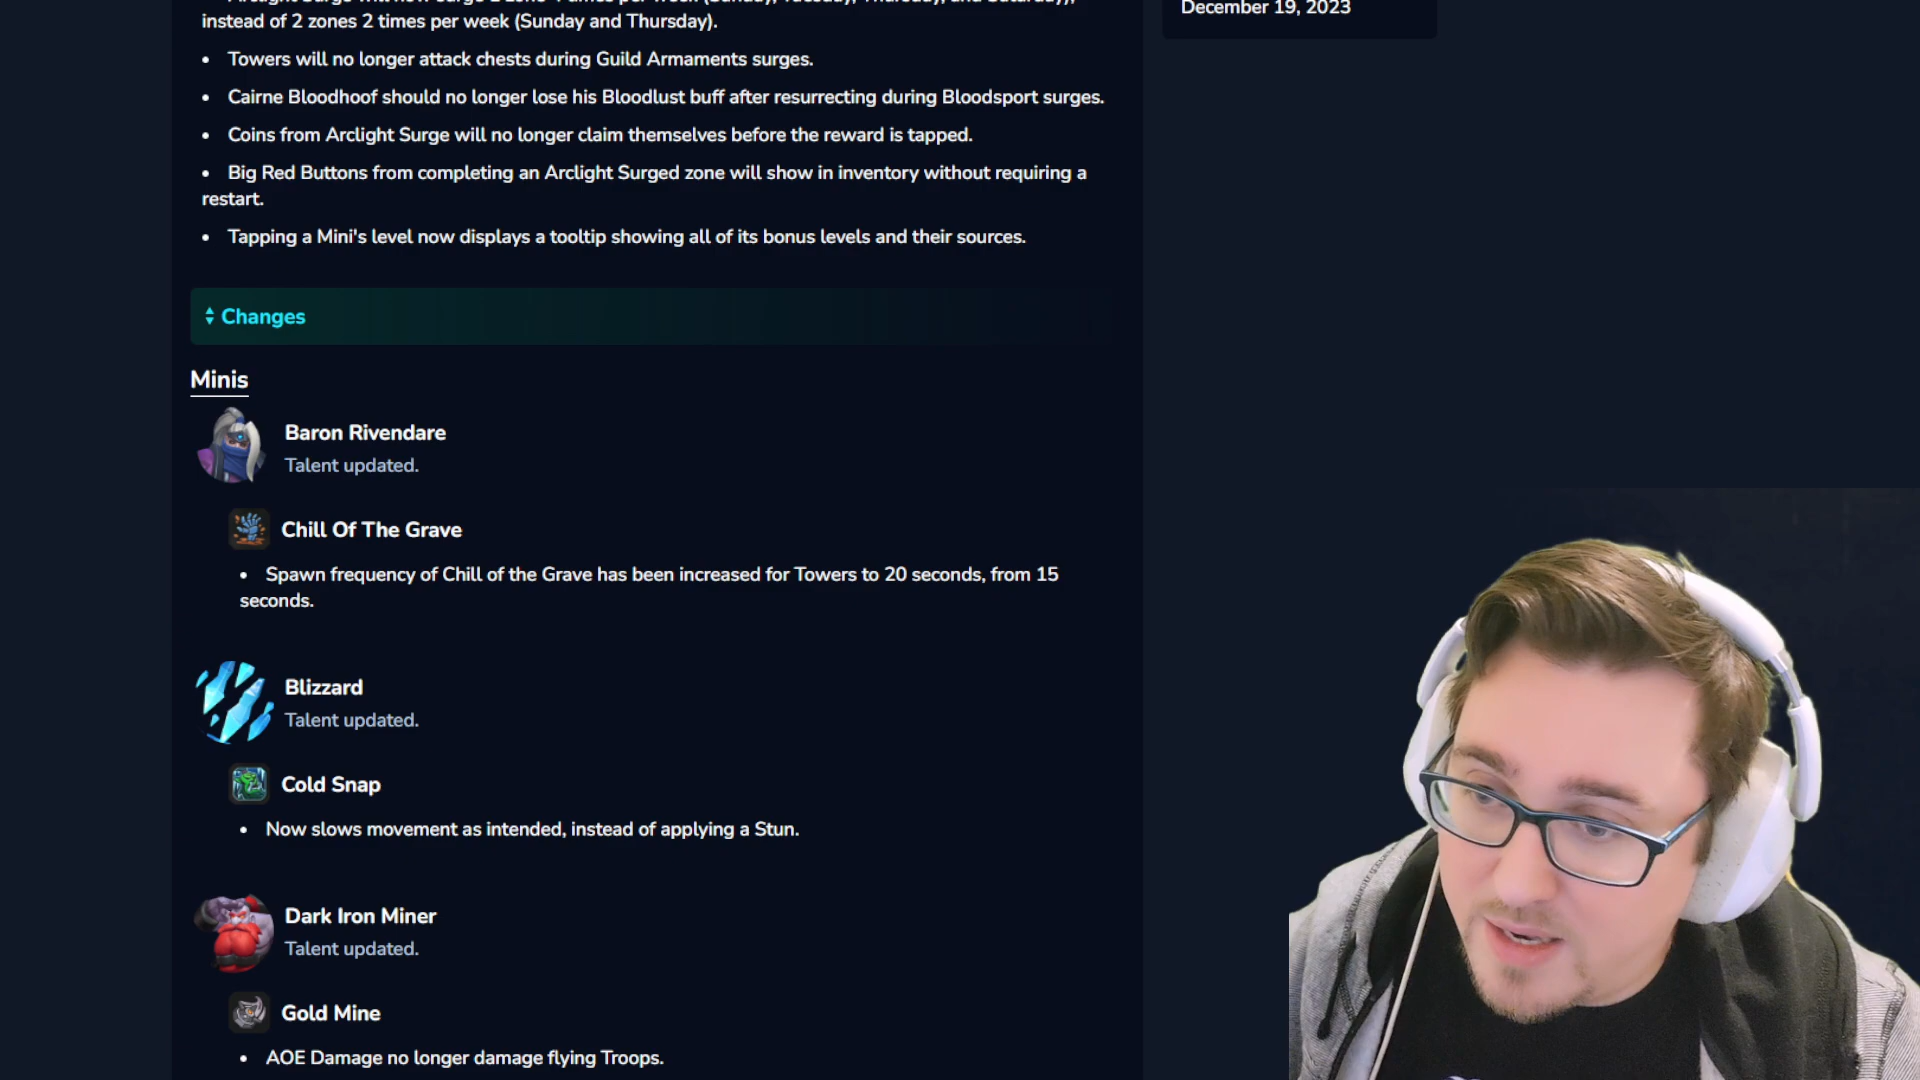 instead of 2 zones 2 times per week (Sunday and Thursday).
December 19, 2023
• Towers will no longer attack chests during Guild Armaments surges.
• Cairne Bloodhoof should no longer lose his Bloodlust buff after resurrecting during Bloodsport surges.
• Coins from Arclight Surge will no longer claim themselves before the reward is tapped.
• Big Red Buttons from completing an Arclight Surged zone will show in inventory without requiring a
restart.
• Tapping a Mini's level now displays a tooltip showing all of its bonus levels and their sources.
Changes
Minis
Baron Rivendare
Talent updated.
Chill Of The Grave
• Spawn frequency of Chill of the Grave has been increased for Towers to 20 seconds, from 15
seconds.
Blizzard
Talent updated.
Cold Snap
• Now slows movement as intended, instead of applying a Stun.
Dark Iron Miner
Talent updated.
Gold Mine
• AOE Damage no longer damage flying Troops.